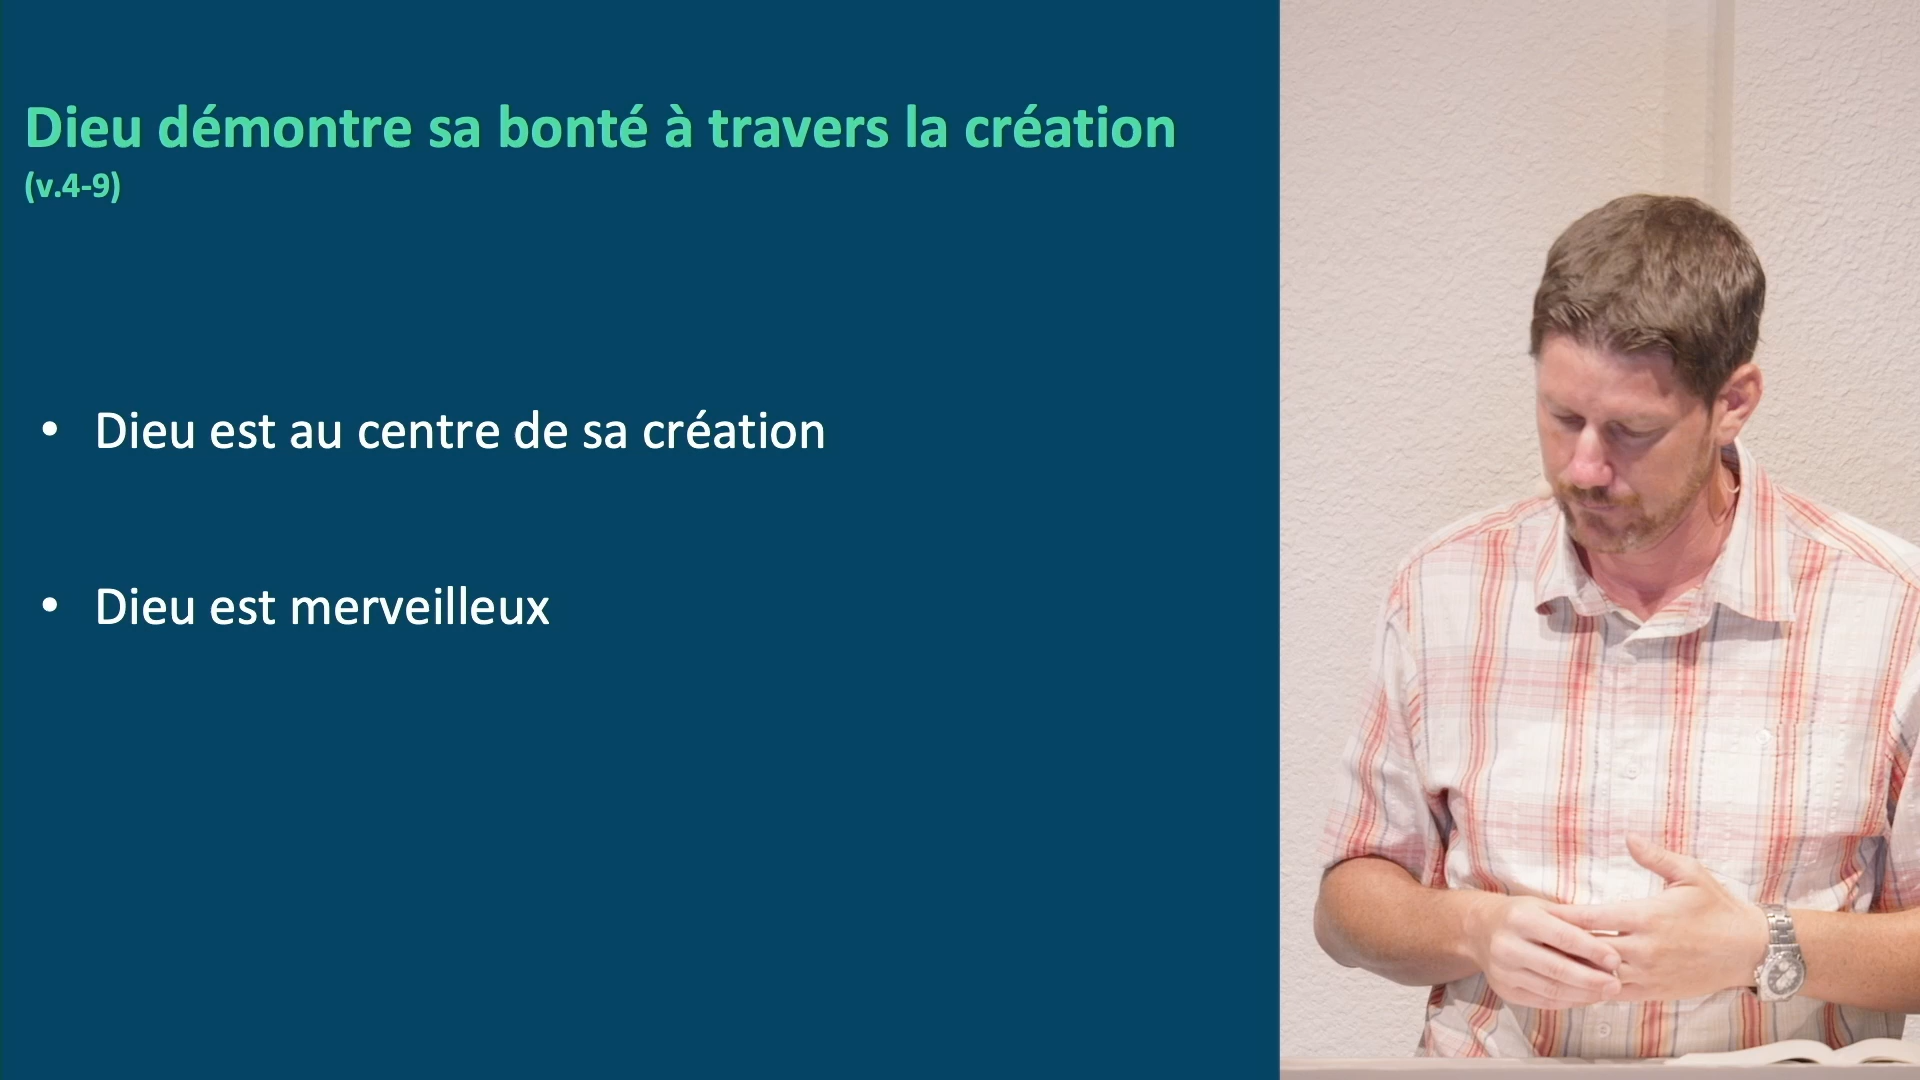 Dieu démontre sa bonté à travers la création
(v.4-9)
• Dieu est au centre de sa création
• Dieu est merveilleux